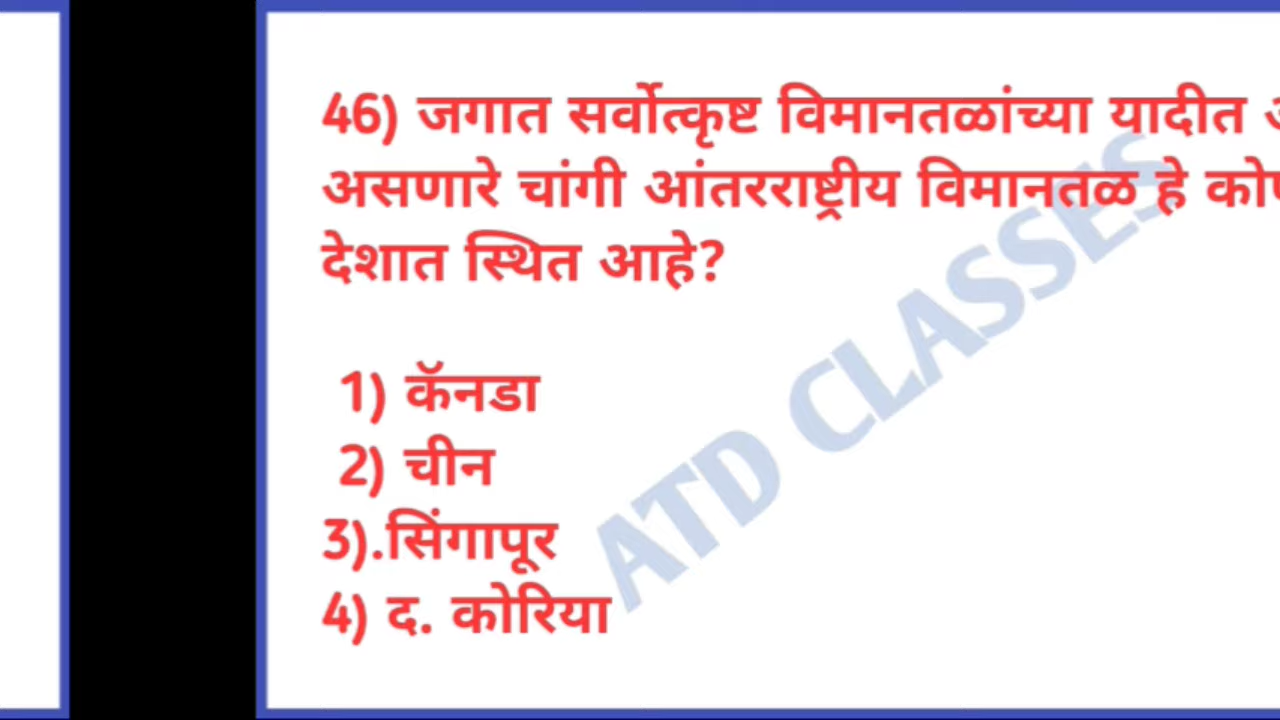 46) जगात सर्वोत्कृष्ट विमानतळांच्या यादीत
असणारे चांगी आंतरराष्ट्रीय विमानतळ हे
देशात स्थित आहे?
1) कॅनडा
2) चीन
3).सिंगापूर
4) द. कोरिया
ATD CLASSES